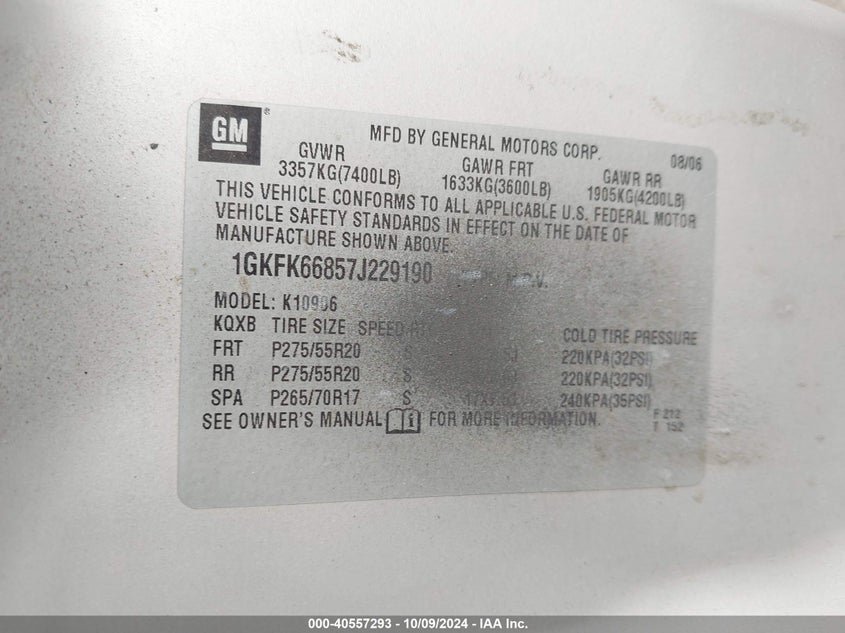 GM®
MFD BY GENERAL MOTORS CORP. 08/06
GVWR GAWR FRT GAWR RR
3357KG(7400LB) 1633KG(3600LB) 1905KG(4200LB)
THIS VEHICLE CONFORMS TO ALL APPLICABLE U.S. FEDERAL MOTOR
VEHICLE SAFETY STANDARDS IN EFFECT ON THE DATE OF
MANUFACTURE SHOWN ABOVE.
1GKFK66857J229190
MODEL: K10906
KQXB TIRE SIZE SPEED COLD TIRE PRESSURE
FRT P275/55R20 S 220KPA(32PSI)
RR P275/55R20 S 220KPA(32PSI)
SPA P265/70R17 S 240KPA(35PSI)
SEE OWNER'S MANUAL FOR MORE INFORMATION.
F 212
T 152
000-40557293 - 10/09/2024 - IAA Inc.